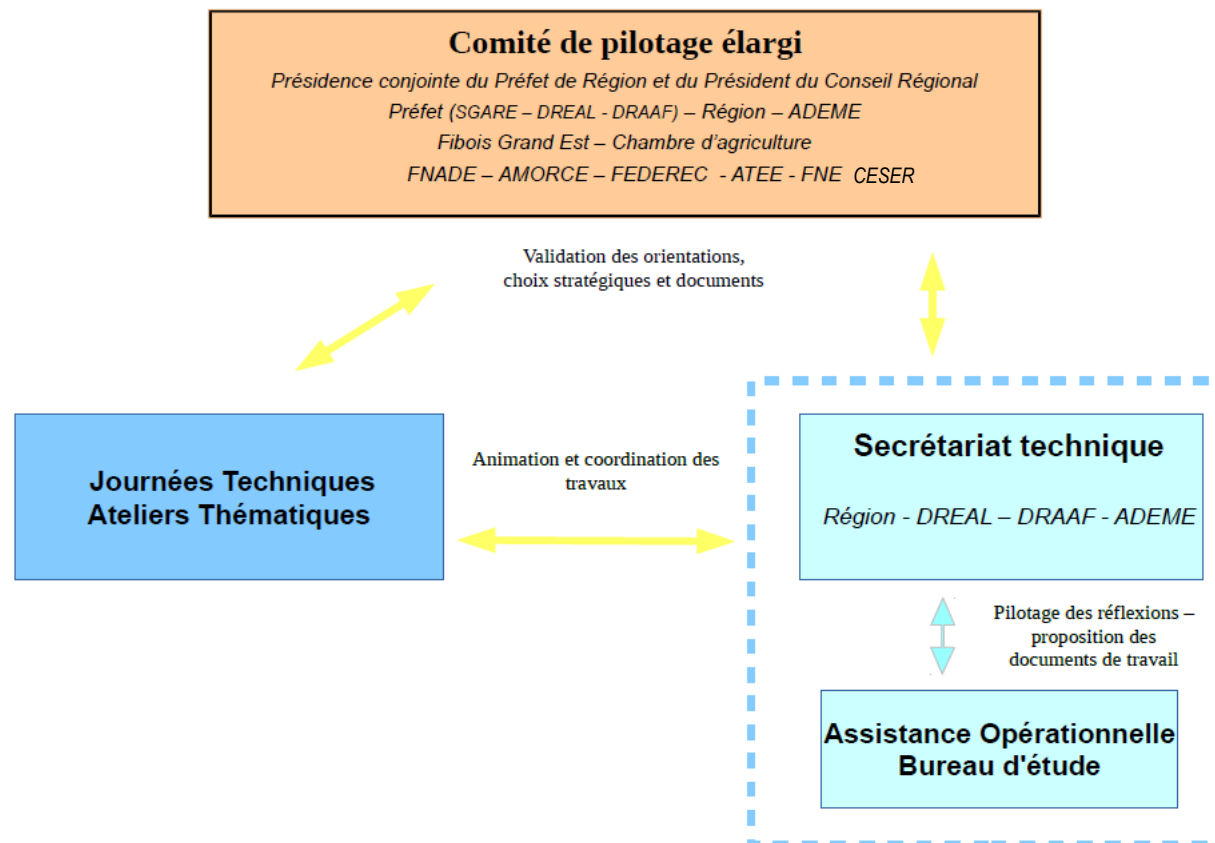 Comité de pilotage élargi
Présidence conjointe du Préfet de Région et du Président du Conseil Régional
Préfet (SGARE – DREAL - DRAAF) – Région – ADEME
Fibois Grand Est – Chambre d'agriculture
FNADE – AMORCE – FEDEREC - ATEE - FNE CESER
Validation des orientations,
choix stratégiques et documents
Journées Techniques
Ateliers Thématiques
Animation et coordination des
travaux
Secrétariat technique
Région - DREAL – DRAAF - ADEME
Pilotage des réflexions –
proposition des
documents de travail
Assistance Opérationnelle
Bureau d'étude